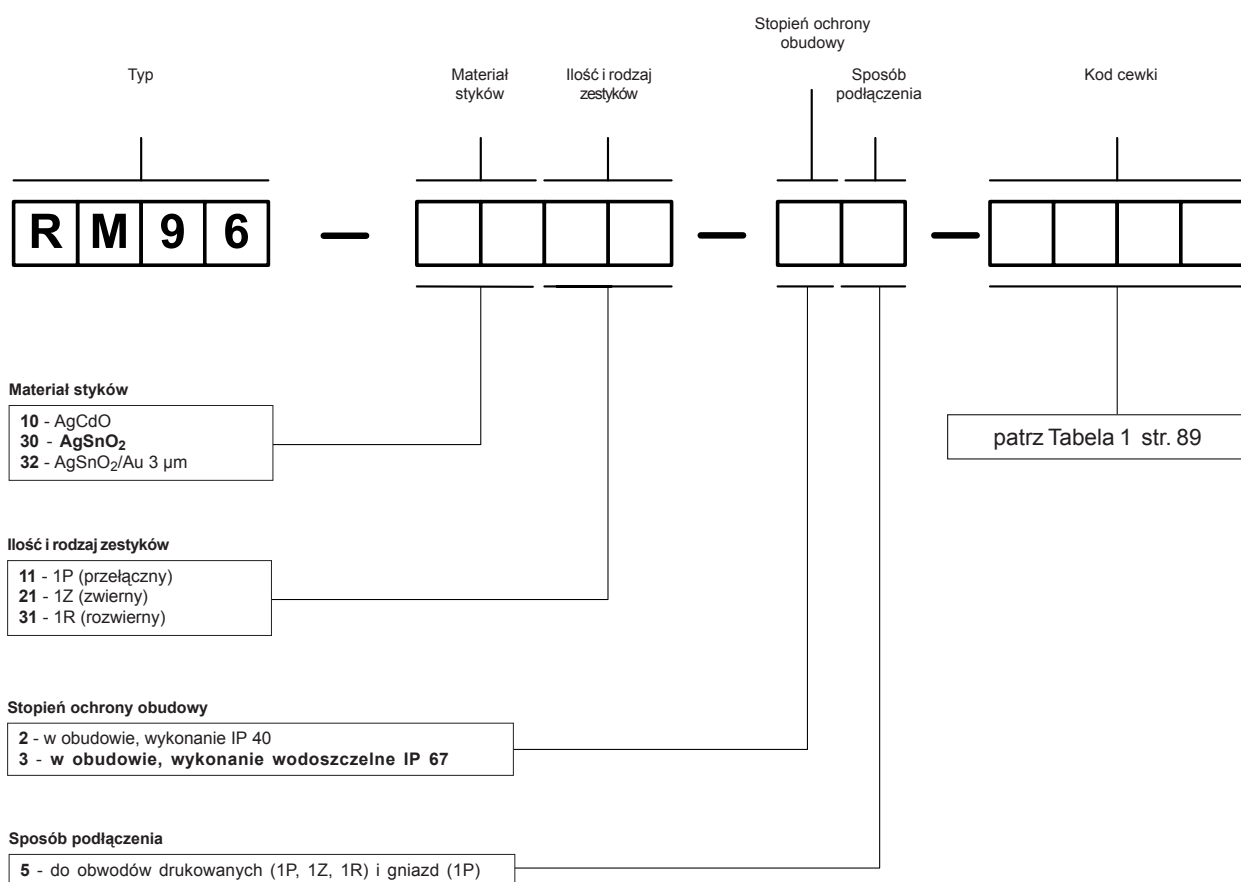 Stopień ochrony
obudowy
Typ
Materiał
styków
Ilość i rodzaj
zestyków
Sposób
podłączenia
Kod cewki
RM96 — —  —
Materiał styków
10 - AgCdO
30 - AgSnO₂
32 - AgSnO₂/Au 3 µm
patrz Tabela 1 str. 89
Ilość i rodzaj zestyków
11 - 1P (przełączny)
21 - 1Z (zwierny)
31 - 1R (rozwierny)
Stopień ochrony obudowy
2 - w obudowie, wykonanie IP 40
3 - w obudowie, wykonanie wodoszczelne IP 67
Sposób podłączenia
5 - do obwodów drukowanych (1P, 1Z, 1R) i gniazd (1P)